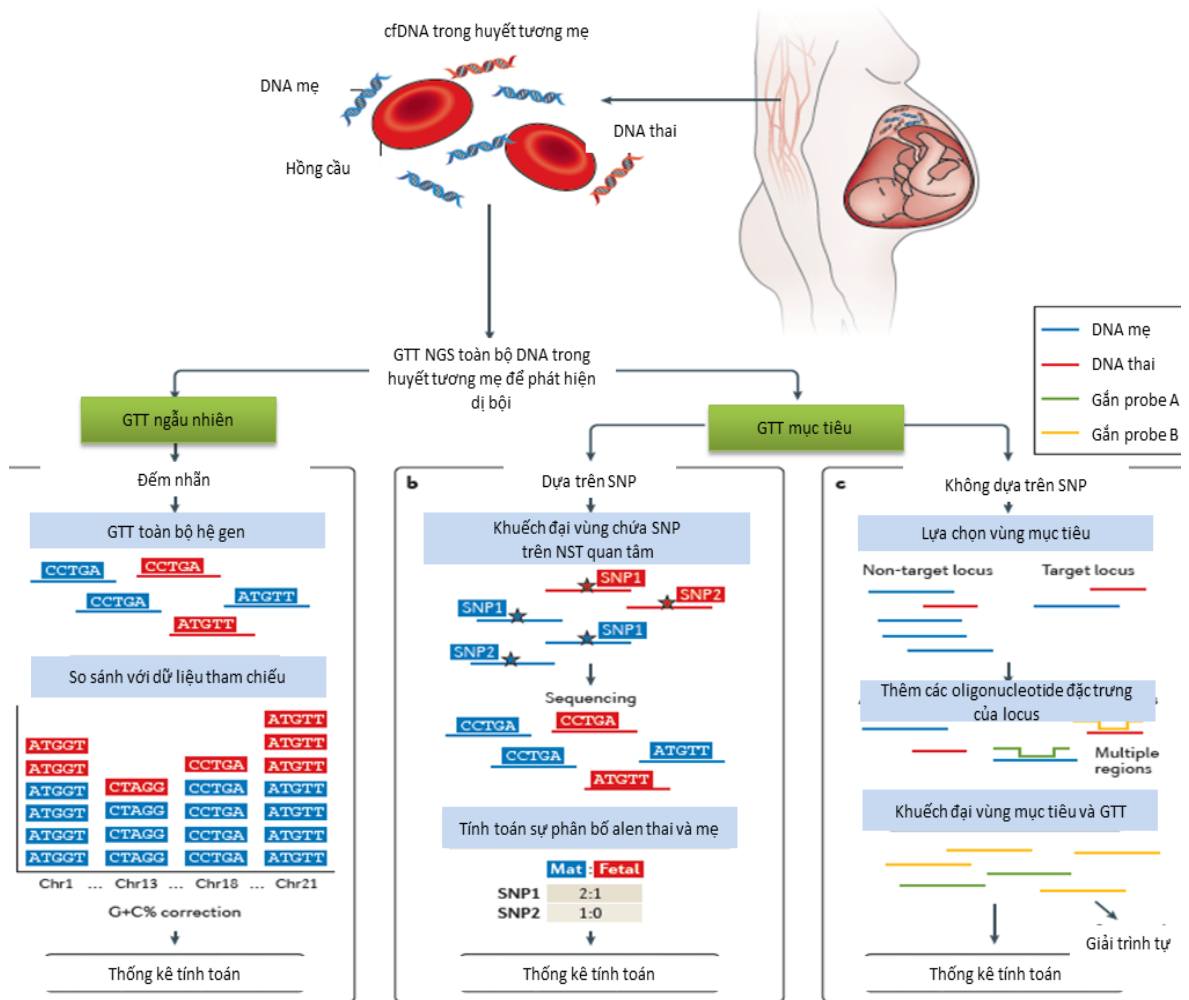 cfDNA trong huyết tương mẹ
DNA mẹ
DNA thai
Hồng cầu
GTT NGS toàn bộ DNA trong
huyết tương mẹ để phát hiện
dị bội
DNA mẹ
DNA thai
Gắn probe A
Gắn probe B
GTT ngẫu nhiên
GTT mục tiêu
Đếm nhãn
GTT toàn bộ hệ gen
CCTGA
CCTGA
CCTGA
ATGTT
ATGTT
So sánh với dữ liệu tham chiếu
ATGTT
ATGGT ATGTT
ATGGT CCTGA ATGTT
ATGGT CTAGG CCTGA ATGTT
ATGGT CTAGG CCTGA ATGTT
ATGGT CTAGG CCTGA ATGTT
ATGGT CTAGG CCTGA ATGTT
Chr1 ... Chr13 ... Chr18 ... Chr21
G+C% correction
Thống kê tính toán
b
Dựa trên SNP
Khuếch đại vùng chứa SNP
trên NST quan tâm
SNP1
SNP2
SNP1
SNP1
SNP2
Sequencing
CCTGA
CCTGA
CCTGA
ATGTT
ATGTT
Tính toán sự phân bố alen thai và mẹ
Mat : Fetal
SNP1 2:1
SNP2 1:0
Thống kê tính toán
c
Không dựa trên SNP
Lựa chọn vùng mục tiêu
Non-target locus Target locus
Thêm các oligonucleotide đặc trưng
của locus
Multiple
regions
Khuếch đại vùng mục tiêu và GTT
Giải trình tự
Thống kê tính toán